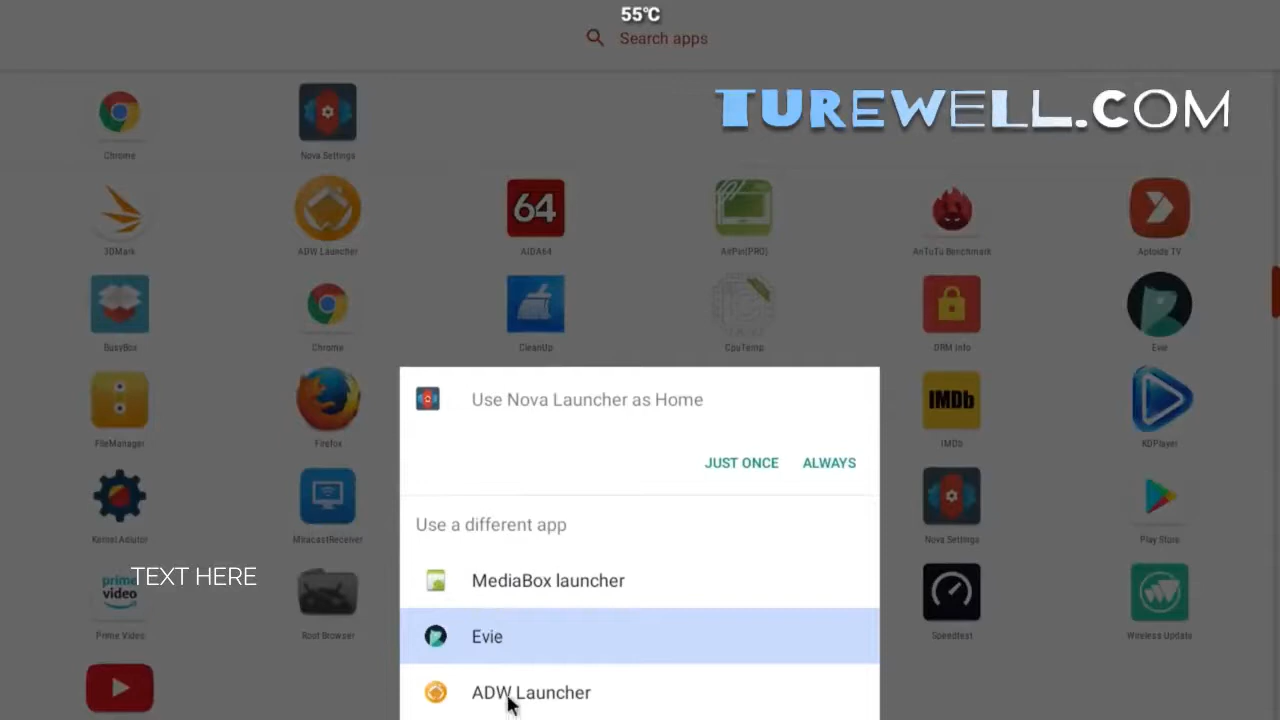 55°C
Search apps
TUREWELL.COM
Chrome
Nova Settings
3DMark
ADW Launcher
64
AIDA64
AirPin(PRO)
AnTuTu Benchmark
Aptoide TV
BusyBox
Chrome
CleanUp
CpuTemp
DRM Info
Evie
FileManager
Firefox
IMDb
IMDb
KDPlayer
Use Nova Launcher as Home
JUST ONCE ALWAYS
Use a different app
Kernel Adiutor
MiracastReceiver
Nova Settings
Play Store
TEXT HERE
prime
video
Prime Video
Root Browser
MediaBox launcher
Evie
ADW Launcher
Speedtest
Wireless Update